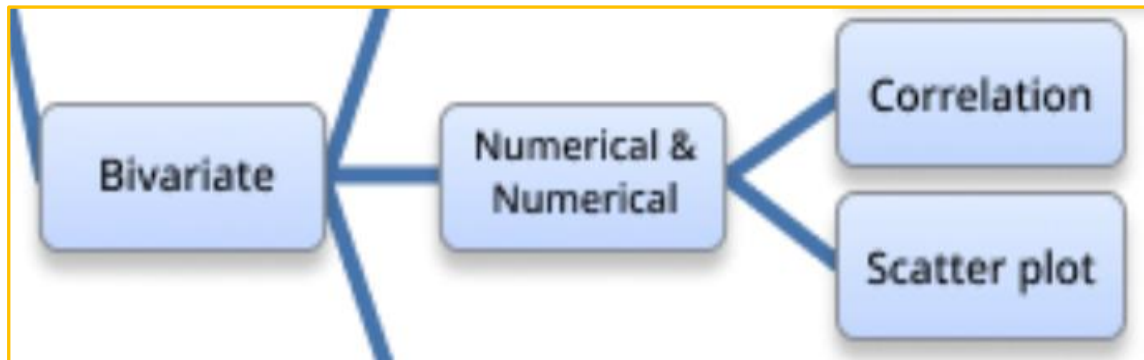 Bivariate
Numerical &
Numerical
Correlation
Scatter plot